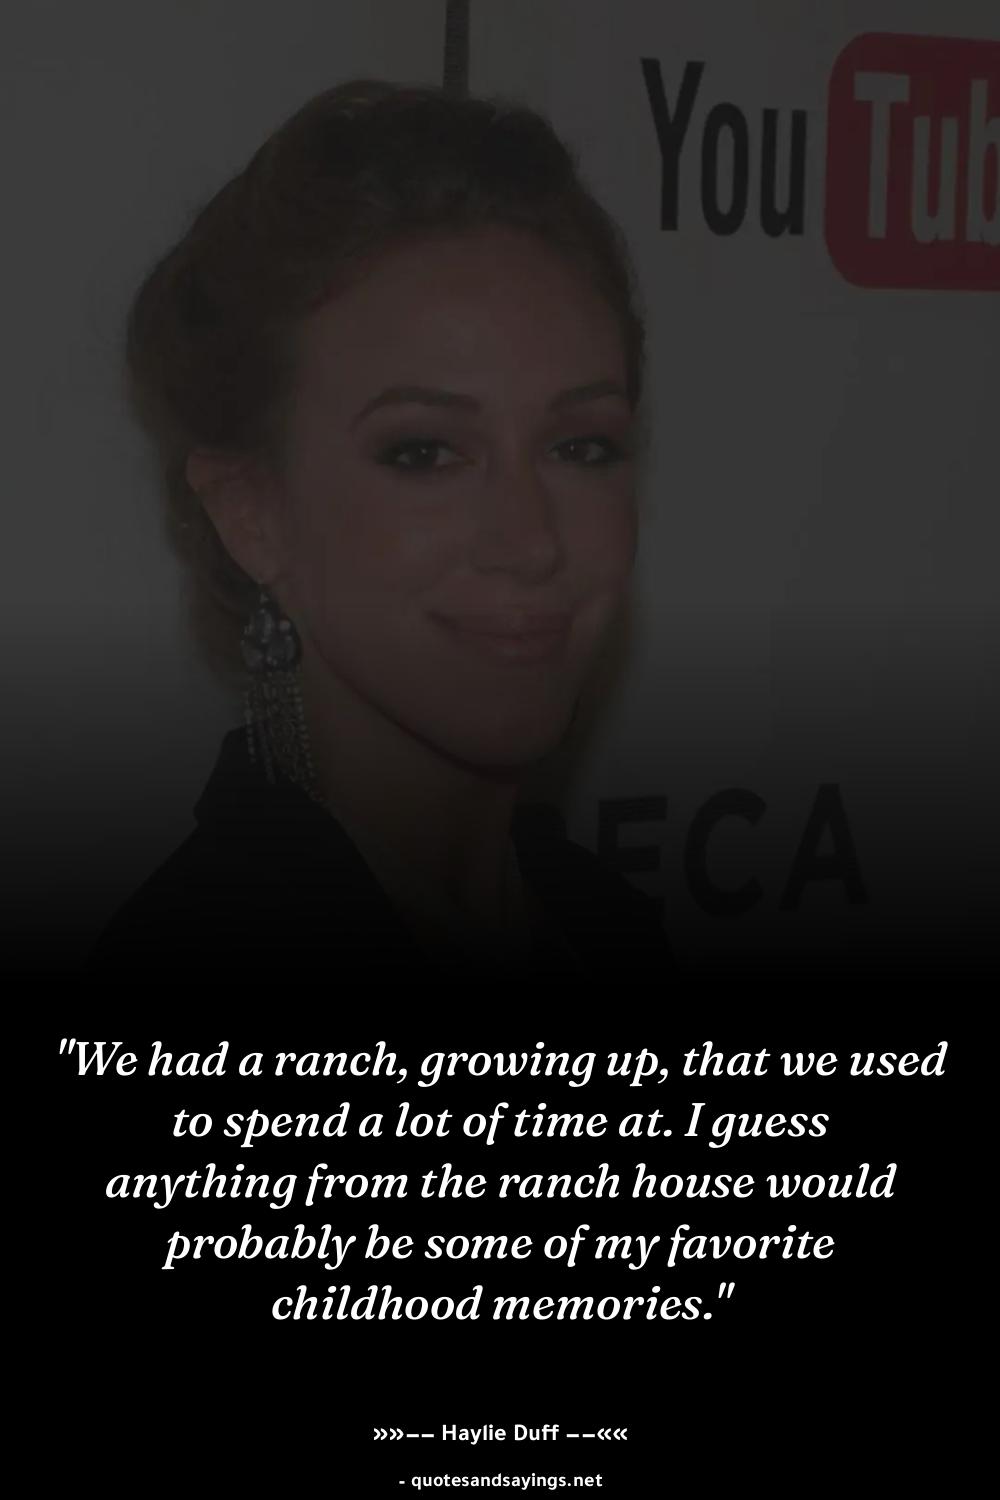 You Tub
ECA
"We had a ranch, growing up, that we used
to spend a lot of time at. I guess
anything from the ranch house would
probably be some of my favorite
childhood memories."
»»—— Haylie Duff ——««
- quotesandsayings.net